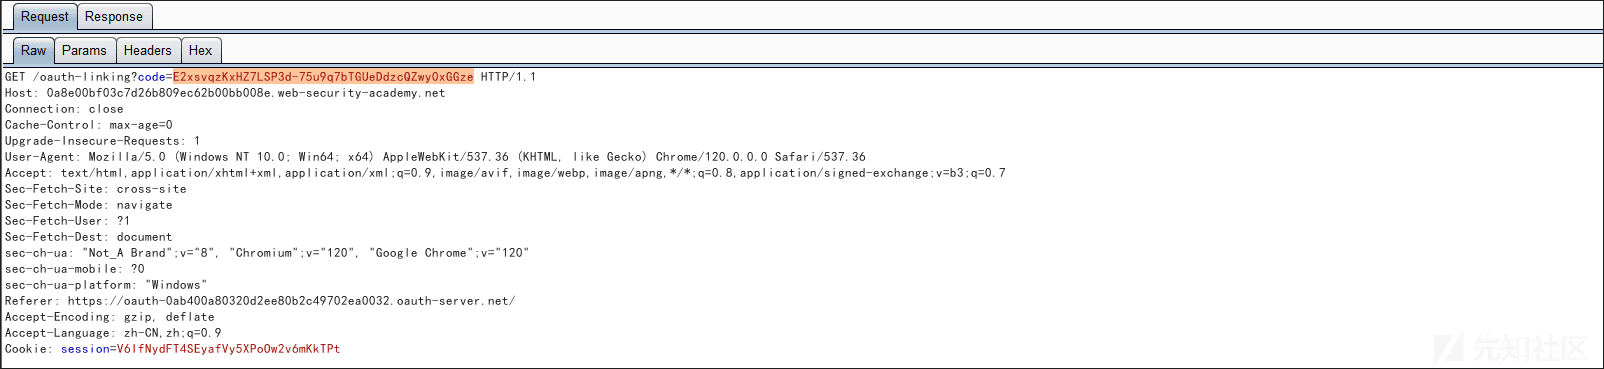 Request Response
Raw Params Headers Hex
GET /oauth-linking?code=E2xsvqzKxHZ7LSP3d-75u9q7bTGUeDdzcQZwyOxGGze HTTP/1.1
Host: 0a8e00bf03c7d26b809ec62b00bb008e.web-security-academy.net
Connection: close
Cache-Control: max-age=0
Upgrade-Insecure-Requests: 1
User-Agent: Mozilla/5.0 (Windows NT 10.0; Win64; x64) AppleWebKit/537.36 (KHTML, like Gecko) Chrome/120.0.0.0 Safari/537.36
Accept: text/html,application/xhtml+xml,application/xml;q=0.9,image/avif,image/webp,image/apng,*/*;q=0.8,application/signed-exchange;v=b3;q=0.7
Sec-Fetch-Site: cross-site
Sec-Fetch-Mode: navigate
Sec-Fetch-User: ?1
Sec-Fetch-Dest: document
sec-ch-ua: "Not_A Brand";v="8", "Chromium";v="120", "Google Chrome";v="120"
sec-ch-ua-mobile: ?0
sec-ch-ua-platform: "Windows"
Referer: https://oauth-0ab400a80320d2ee80b2c49702ea0032.oauth-server.net/
Accept-Encoding: gzip, deflate
Accept-Language: zh-CN,zh;q=0.9
Cookie: session=V6IfNydFT4SEyafVy5XPoOw2v6mKkTPt
先知社区